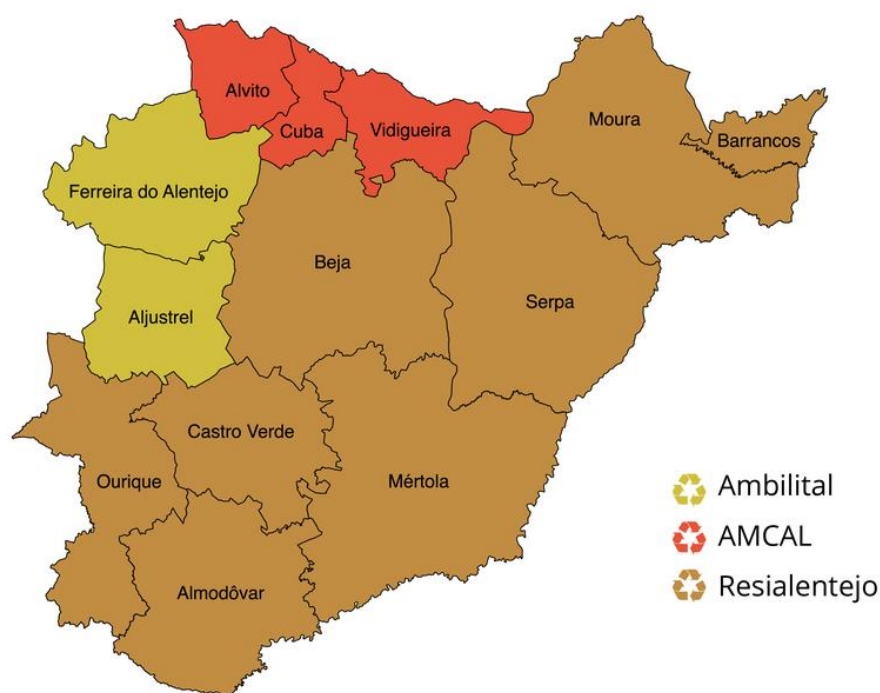 Alvito
Cuba
Vidigueira
Moura
Barrancos
Ferreira do Alentejo
Beja
Serpa
Aljustrel
Castro Verde
Ourique
Mértola
Almodôvar
Ambilital
AMCAL
Resialentejo